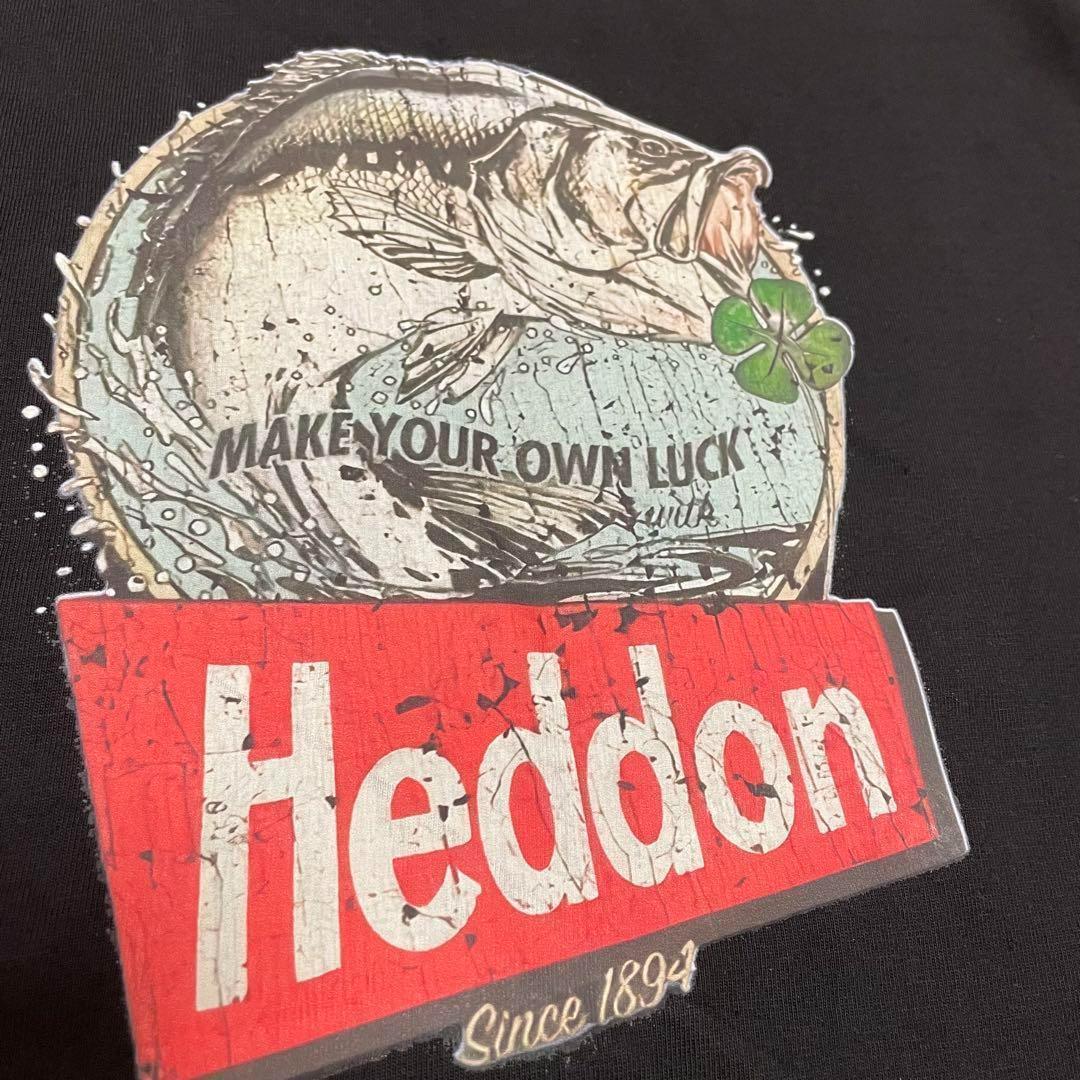 MAKE YOUR OWN LUCK
with
Heddon
Since 1894